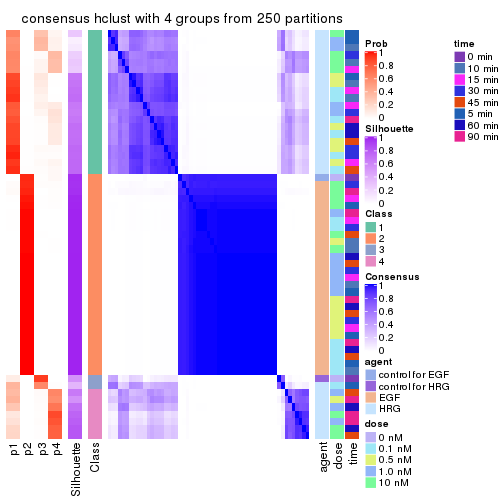 consensus hclust with 4 groups from 250 partitions
Prob
1
0.8
0.6
0.4
0.2
0
Silhouette
1
0.8
0.6
0.4
0.2
0
Class
1
2
3
4
Consensus
1
0.8
0.6
0.4
0.2
0
agent
control for EGF
control for HRG
EGF
HRG
dose
0 nM
0.1 nM
0.5 nM
1.0 nM
10 nM
time
0 min
10 min
15 min
30 min
45 min
5 min
60 min
90 min
p1
p2
p3
p4
Silhouette
Class
agent
dose
time